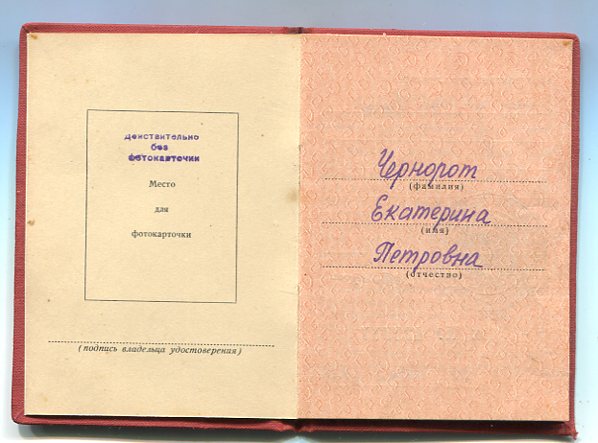 действительно
без
фотокарточки
Место
для
фотокарточки
(подпись владельца удостоверения)
Чернорот
(фамилия)
Екатерина
(имя)
Петровна
(отчество)